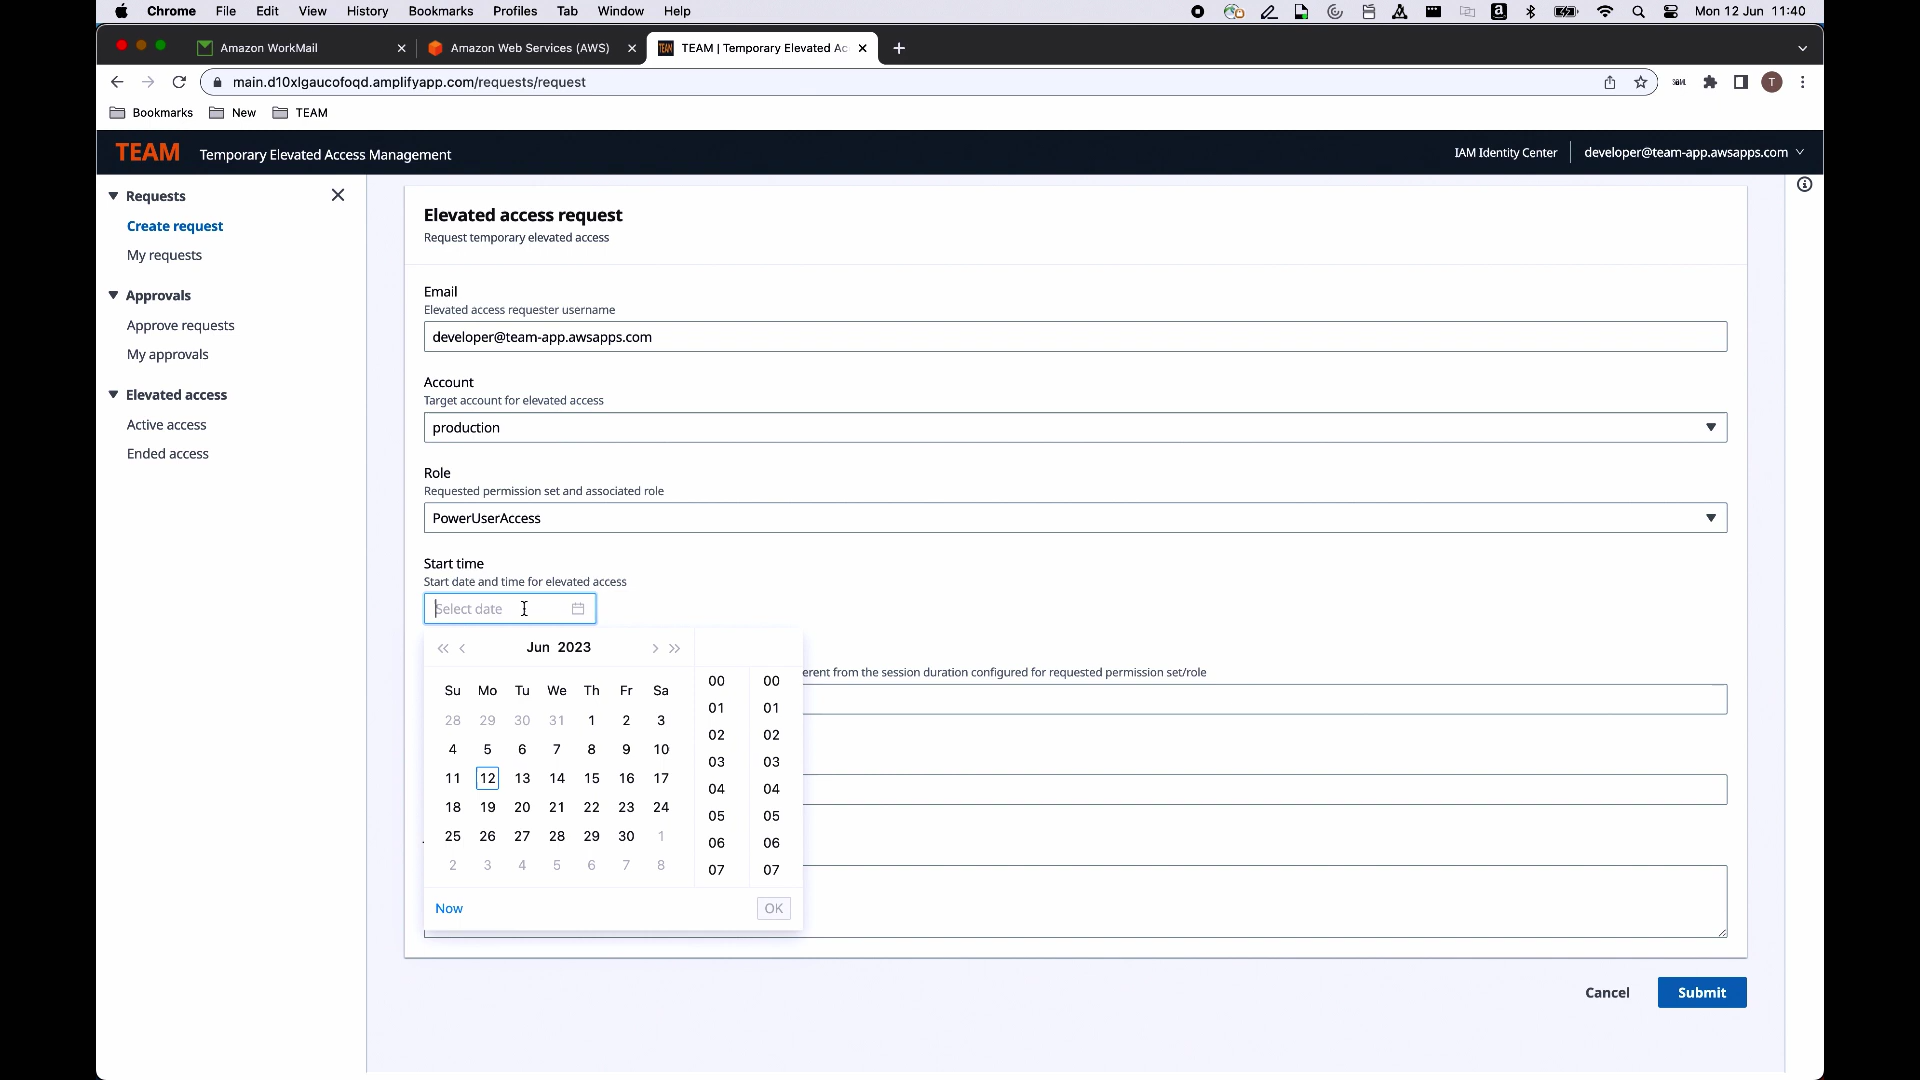 Chrome File Edit View History Bookmarks Profiles Tab Window Help Mon 12 Jun 11:40
Amazon WorkMail Amazon Web Services (AWS) TEAM | Temporary Elevated Ac
main.d10xlgaucofoqd.amplifyapp.com/requests/request
Bookmarks New TEAM
TEAM Temporary Elevated Access Management IAM Identity Center developer@team-app.awsapps.com
Requests
Create request
My requests
Approvals
Approve requests
My approvals
Elevated access
Active access
Ended access
Elevated access request
Request temporary elevated access
Email
Elevated access requester username
developer@team-app.awsapps.com
Account
Target account for elevated access
production
Role
Requested permission set and associated role
PowerUserAccess
Start time
Start date and time for elevated access
Select date
Jun 2023
erent from the session duration configured for requested permission set/role
Su Mo Tu We Th Fr Sa
28 29 30 31 1 2 3
4 5 6 7 8 9 10
11 12 13 14 15 16 17
18 19 20 21 22 23 24
25 26 27 28 29 30 1
2 3 4 5 6 7 8
00 00
01 01
02 02
03 03
04 04
05 05
06 06
07 07
Now OK
Cancel Submit